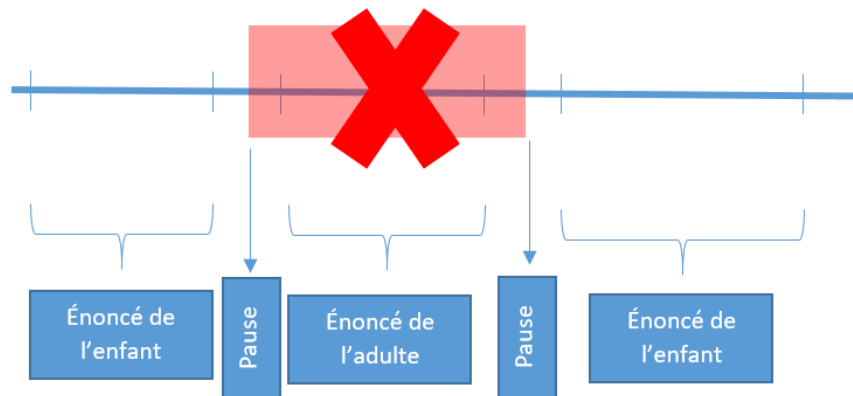 Énoncé de
l'enfant
Pause
Énoncé de
l'adulte
Pause
Énoncé de
l'enfant